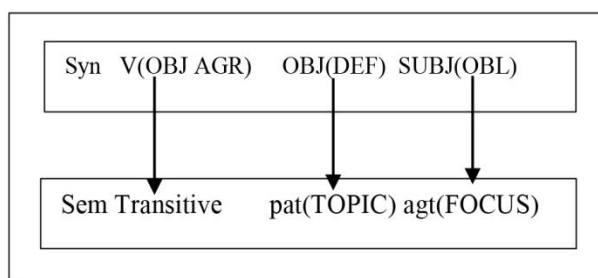 Syn V(OBJ AGR) OBJ(DEF) SUBJ(OBL)
Sem Transitive pat(TOPIC) agt(FOCUS)